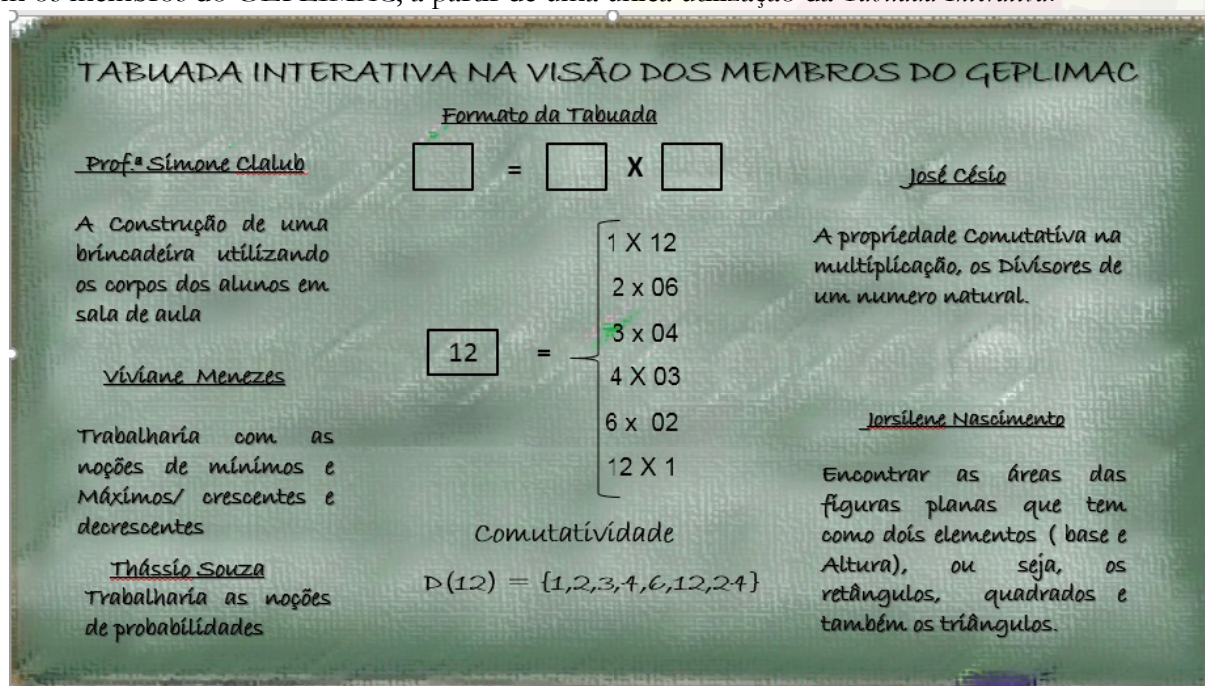 TABUADA INTERATIVA NA VISÃO DOS MEMBROS DO GEPLIMAC
Formato da Tabuada
= X
Prof.ª Simone Clalub
A Construção de uma
brincadeira utilizando
os corpos dos alunos em
sala de aula
Viviane Menezes
Trabalharia com as
noções de mínimos e
Máximos/ crescentes e
decrescentes
Thássio Souza
Trabalharia as noções
de probabilidades
12 =
1 X 12
2 x 06
3 x 04
4 X 03
6 x 02
12 X 1
Comutatividade
D(12) = {1,2,3,4,6,12,24}
José Césio
A propriedade Comutativa na
multiplicação, os Divisores de
um numero natural.
Jorsilene Nascimento
Encontrar as áreas das
figuras planas que tem
como dois elementos ( base e
Altura), ou seja, os
retângulos, quadrados e
também os triângulos.